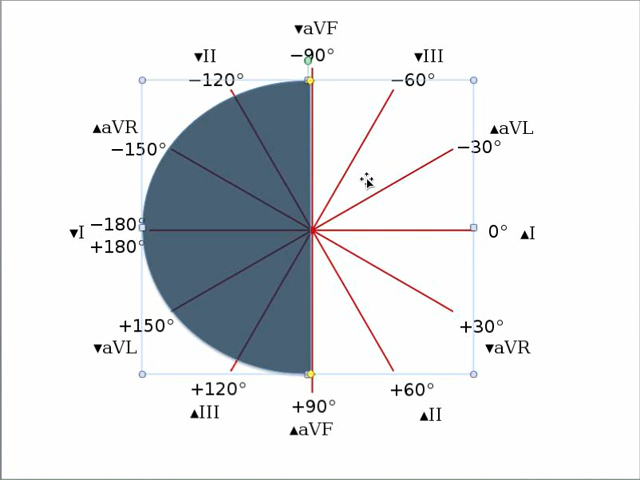 ▾aVF
−90°
▾II
▾III
−120°
−60°
▴aVR
▴aVL
−150°
−30°
▾I
−180°
+180°
0° ▴I
+150°
+30°
▾aVL
▾aVR
+120°
+60°
+90°
▴III
▴II
▴aVF